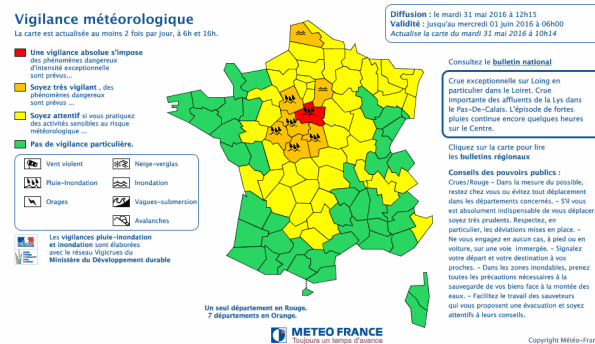 Vigilance météorologique
La carte est actualisée au moins 2 fois par jour, à 6h et 16h.
Diffusion : le mardi 31 mai 2016 à 12h15
Validité : jusqu'au mercredi 01 juin 2016 à 06h00
Actualise la carte du mardi 31 mai 2016 à 10h14
Une vigilance absolue s'impose
des phénomènes dangereux
d'intensité exceptionnelle
sont prévus...
Soyez très vigilant , des
phénomènes dangereux
sont prévus ...
Soyez attentif si vous pratiquez
des activités sensibles au risque
météorologique ...
Pas de vigilance particulière.
Vent violent
Neige-verglas
Pluie-Inondation
Inondation
Orages
Vagues-submersion
Avalanches
Les vigilances pluie-inondation
et inondation sont élaborées
avec le réseau Vigicrues du
Ministère du Développement durable
Un seul département en Rouge.
7 départements en Orange.
METEO FRANCE
Toujours un temps d'avance
Consultez le bulletin national
Crue exceptionnelle sur Loing en
particulier dans le Loiret. Crue
importante des affluents de la Lys dans
le Pas-De-Calais. L'épisode de fortes
pluies continue encore quelques heures
sur le Centre.
Cliquez sur la carte pour lire
les bulletins régionaux
Conseils des pouvoirs publics :
Crues/Rouge - Dans la mesure du possible,
restez chez vous ou évitez tout déplacement
dans les départements concernés. - S'il vous
est absolument indispensable de vous déplacer,
soyez très prudents. Respectez, en
particulier, les déviations mises en place. -
Ne vous engagez en aucun cas, à pied ou en
voiture, sur une voie immergée. - Signalez
votre départ et votre destination à vos
proches. - Dans les zones inondables, prenez
toutes les précautions nécessaires à la
sauvegarde de vos biens face à la montée des
eaux. - Facilitez le travail des sauveteurs
qui vous proposent une évacuation et soyez
attentifs à leurs conseils.
Copyright Météo-Fra